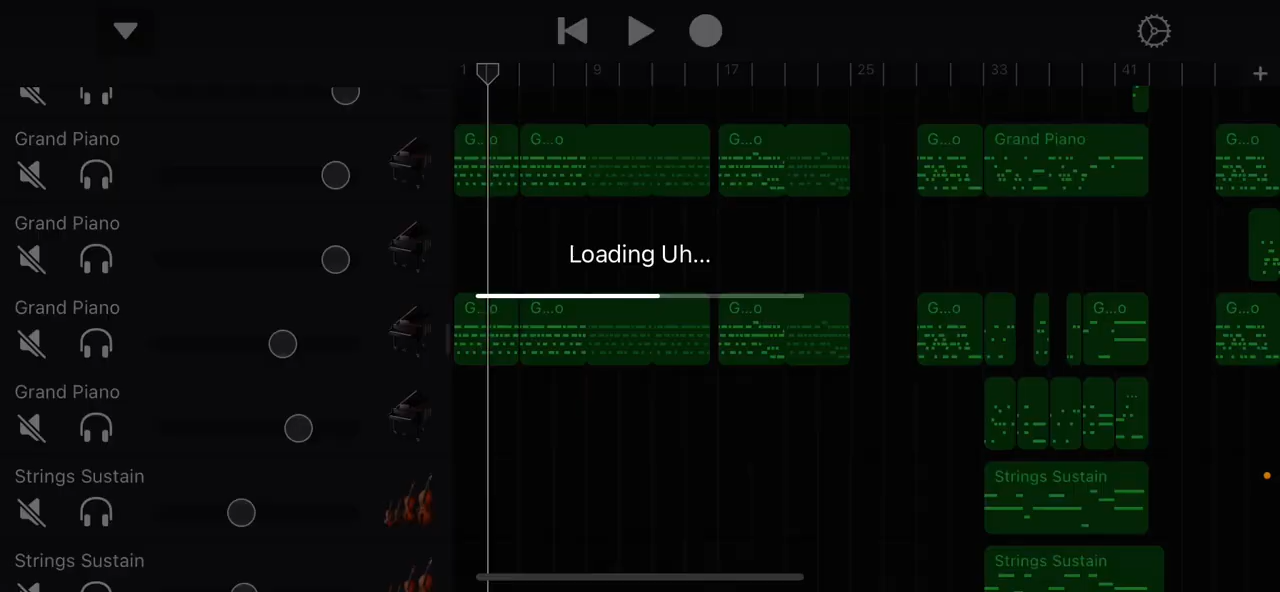 1 9 17 25 33 41
Grand Piano
G...o G...o G...o G...o Grand Piano G...o
Grand Piano
Loading Uh...
Grand Piano
G...o G...o G...o G...o G...o G...o
Grand Piano
...
Strings Sustain
Strings Sustain
Strings Sustain
Strings Sustain